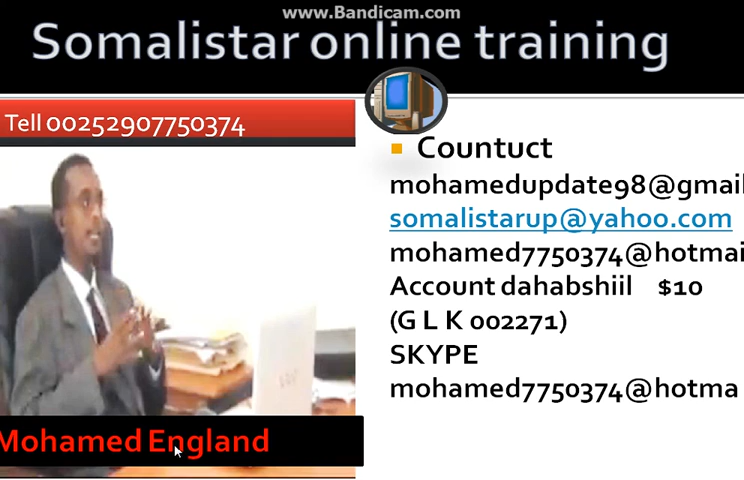 www.Bandicam.com
Somalistar online training
Tell 00252907750374
Countuct
mohamedupdate98@gmail
somalistarup@yahoo.com
mohamed7750374@hotmai
Account dahabshiil $10
(G L K 002271)
SKYPE
mohamed7750374@hotma
Mohamed England